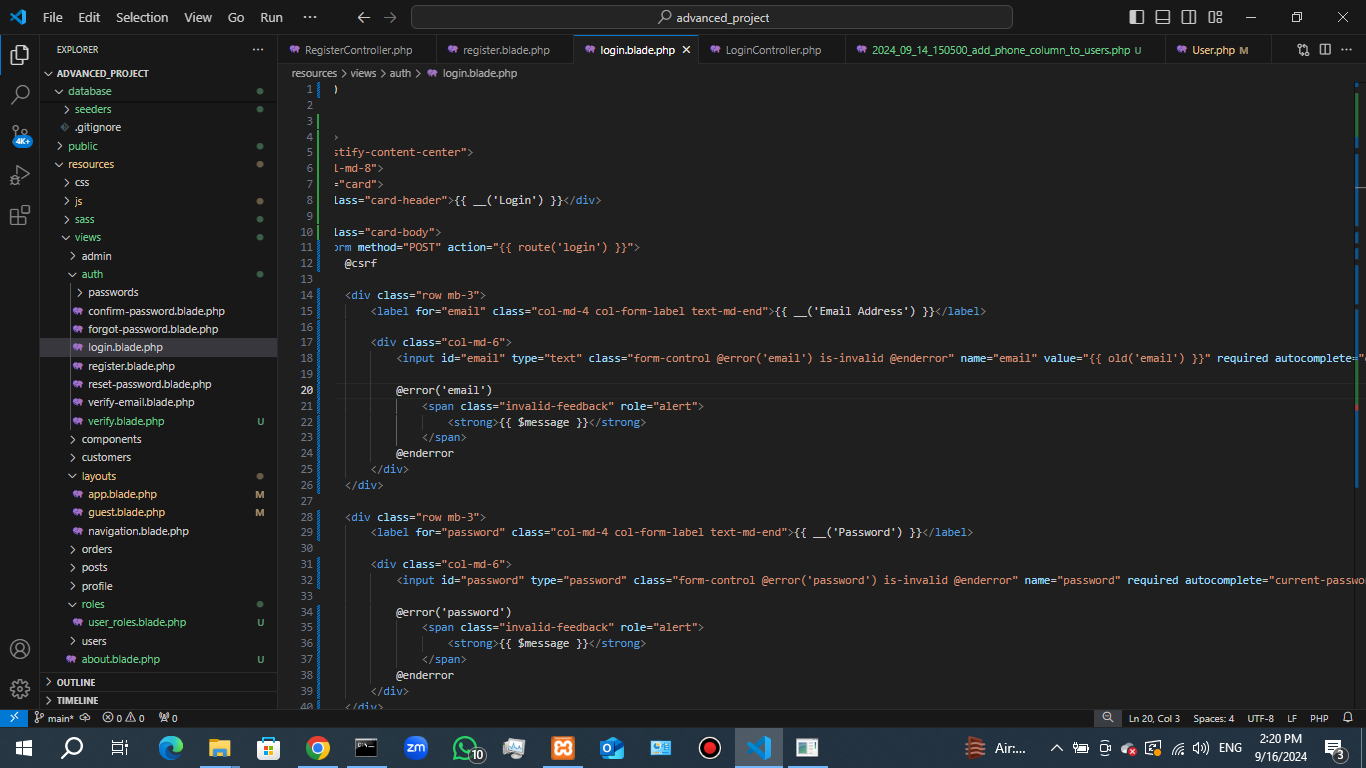 File Edit Selection View Go Run ··· advanced_project
EXPLORER ···
RegisterController.php register.blade.php login.blade.php LoginController.php 2024_09_14_150500_add_phone_column_to_users.php U User.php M ···
resources > views > auth > login.blade.php
ADVANCED_PROJECT
database
seeders
.gitignore
public
resources
css
js
sass
views
admin
auth
passwords
confirm-password.blade.php
forgot-password.blade.php
login.blade.php
register.blade.php
reset-password.blade.php
verify-email.blade.php
verify.blade.php U
components
customers
layouts
app.blade.php M
guest.blade.php M
navigation.blade.php
orders
posts
profile
roles
user_roles.blade.php U
users
about.blade.php U
OUTLINE
TIMELINE
4K+
1 )
2
3
4 >
5 stify-content-center">
6 l-md-8">
7 ="card">
8 lass="card-header">{{ __('Login') }}</div>
9
10 lass="card-body">
11 orm method="POST" action="{{ route('login') }}">
12 @csrf
13
14 <div class="row mb-3">
15 <label for="email" class="col-md-4 col-form-label text-md-end">{{ __('Email Address') }}</label>
16
17 <div class="col-md-6">
18 <input id="email" type="text" class="form-control @error('email') is-invalid @enderror" name="email" value="{{ old('email') }}" required autocomplete="
19
20 @error('email')
21 <span class="invalid-feedback" role="alert">
22 <strong>{{ $message }}</strong>
23 </span>
24 @enderror
25 </div>
26 </div>
27
28 <div class="row mb-3">
29 <label for="password" class="col-md-4 col-form-label text-md-end">{{ __('Password') }}</label>
30
31 <div class="col-md-6">
32 <input id="password" type="password" class="form-control @error('password') is-invalid @enderror" name="password" required autocomplete="current-passwo
33
34 @error('password')
35 <span class="invalid-feedback" role="alert">
36 <strong>{{ $message }}</strong>
37 </span>
38 @enderror
39 </div>
40 </div>
main* 0 0 0 Ln 20, Col 3 Spaces: 4 UTF-8 LF PHP
zm 10 Air:... ENG 2:20 PM
9/16/2024 3